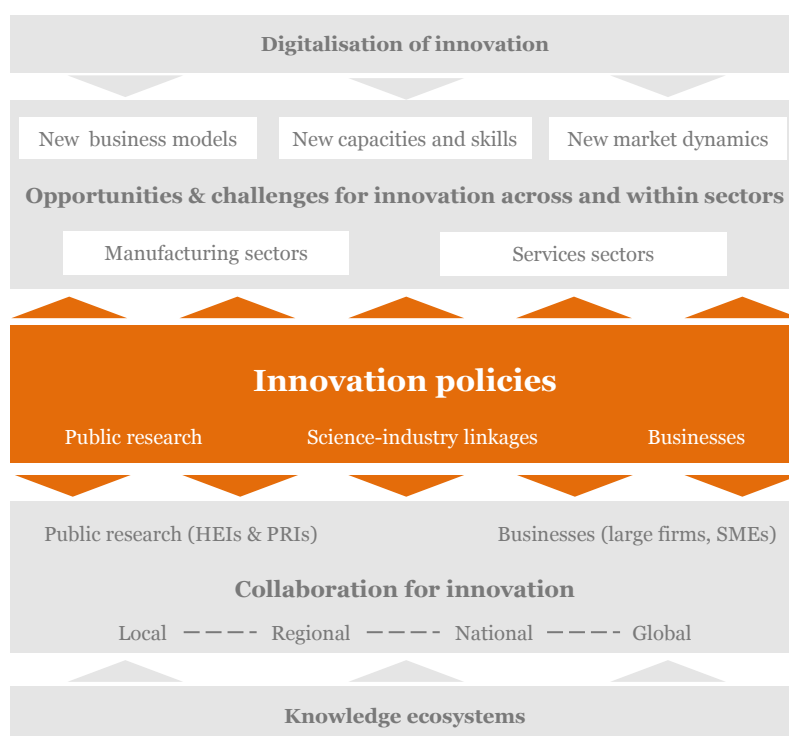 Digitalisation of innovation
New business models New capacities and skills New market dynamics
Opportunities & challenges for innovation across and within sectors
Manufacturing sectors Services sectors
Innovation policies
Public research Science-industry linkages Businesses
Public research (HEIs & PRIs) Businesses (large firms, SMEs)
Collaboration for innovation
Local Regional National Global
Knowledge ecosystems